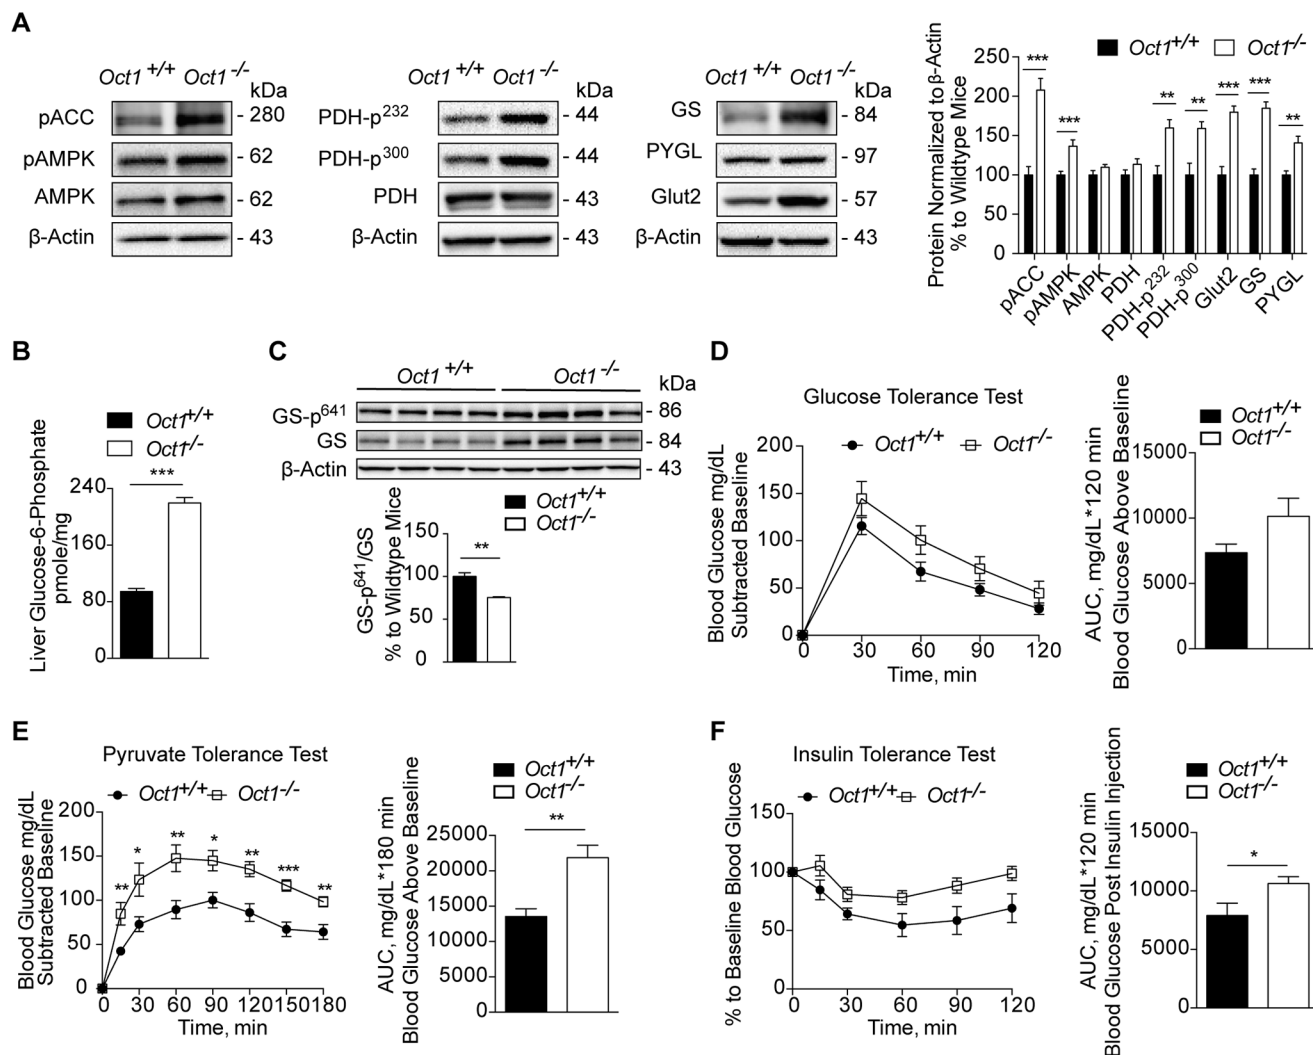 A
Oct1 +/+ Oct1 -/-
kDa
pACC - 280
pAMPK - 62
AMPK - 62
β-Actin - 43
Oct1 +/+ Oct1 -/-
kDa
PDH-p232 - 44
PDH-p300 - 44
PDH - 43
β-Actin - 43
Oct1 +/+ Oct1 -/-
kDa
GS - 84
PYGL - 97
Glut2 - 57
β-Actin - 43
Oct1+/+ Oct1-/-
Protein Normalized to β-Actin
% to Wildtype Mice
250
200
150
100
50
0
*** *** ** ** *** *** **
pACC
pAMPK
AMPK
PDH
PDH-p232
PDH-p300
Glut2
GS
PYGL
B
Oct1+/+
Oct1-/-
***
Liver Glucose-6-Phosphate
pmole/mg
240
160
80
0
C
Oct1 +/+ Oct1 -/-
kDa
GS-p641 - 86
GS - 84
β-Actin - 43
Oct1+/+
Oct1-/-
GS-p641/GS
% to Wildtype Mice
150
100
50
0
**
D
Glucose Tolerance Test
Oct1+/+ Oct1-/-
Blood Glucose mg/dL
Subtracted Baseline
200
150
100
50
0
0 30 60 90 120
Time, min
Oct1+/+
Oct1-/-
AUC, mg/dL*120 min
Blood Glucose Above Baseline
15000
10000
5000
0
E
Pyruvate Tolerance Test
Oct1+/+ Oct1-/-
Blood Glucose mg/dL
Subtracted Baseline
200
150
100
50
0
** * ** * ** *** **
0 30 60 90 120 150 180
Time, min
Oct1+/+
Oct1-/-
AUC, mg/dL*180 min
Blood Glucose Above Baseline
25000
20000
15000
10000
5000
0
**
F
Insulin Tolerance Test
Oct1+/+ Oct1-/-
% to Baseline Blood Glucose
150
100
50
0
0 30 60 90 120
Time, min
Oct1+/+
Oct1-/-
AUC, mg/dL*120 min
Blood Glucose Post Insulin Injection
15000
10000
5000
0
*